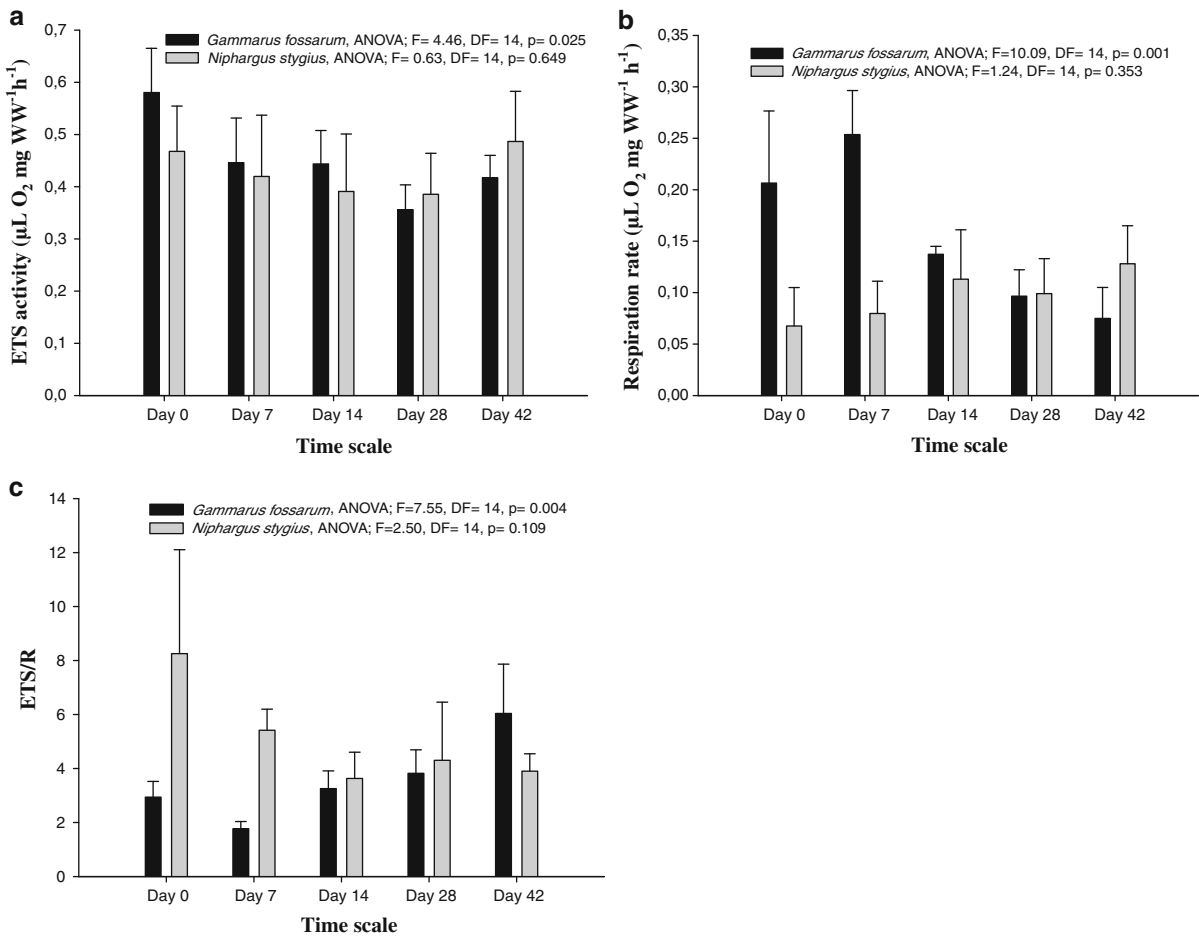 a
0,7
0,6
0,5
0,4
0,3
0,2
0,1
0,0
ETS activity (µL O₂ mg WW⁻¹h⁻¹)
Gammarus fossarum, ANOVA; F= 4.46, DF= 14, p= 0.025
Niphargus stygius, ANOVA; F= 0.63, DF= 14, p= 0.649
Day 0 Day 7 Day 14 Day 28 Day 42
Time scale
b
0,35
0,30
0,25
0,20
0,15
0,10
0,05
0,00
Respiration rate (µL O₂ mg WW⁻¹ h⁻¹)
Gammarus fossarum, ANOVA; F=10.09, DF= 14, p= 0.001
Niphargus stygius, ANOVA; F=1.24, DF= 14, p= 0.353
Day 0 Day 7 Day 14 Day 28 Day 42
Time scale
c
14
12
10
8
6
4
2
0
ETS/R
Gammarus fossarum, ANOVA; F=7.55, DF= 14, p= 0.004
Niphargus stygius, ANOVA; F=2.50, DF= 14, p= 0.109
Day 0 Day 7 Day 14 Day 28 Day 42
Time scale